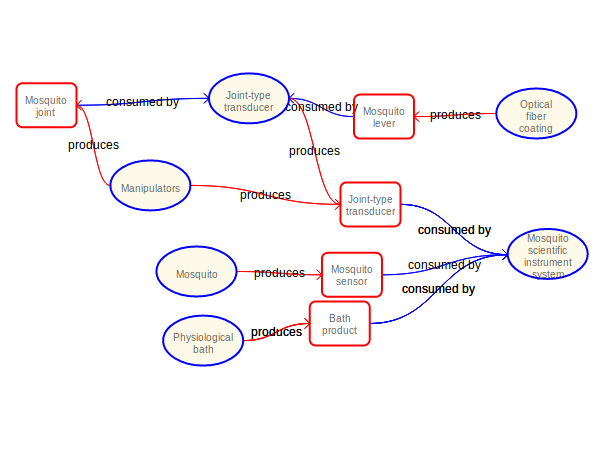 Mosquito
joint
consumed by
Joint-type
transducer
consumed by
Mosquito
lever
produces
Optical
fiber
coating
produces
produces
Manipulators
produces
Joint-type
transducer
consumed by
Mosquito
scientific
instrument
system
Mosquito
produces
Mosquito
sensor
consumed by
consumed by
Physiological
bath
produces
Bath
product